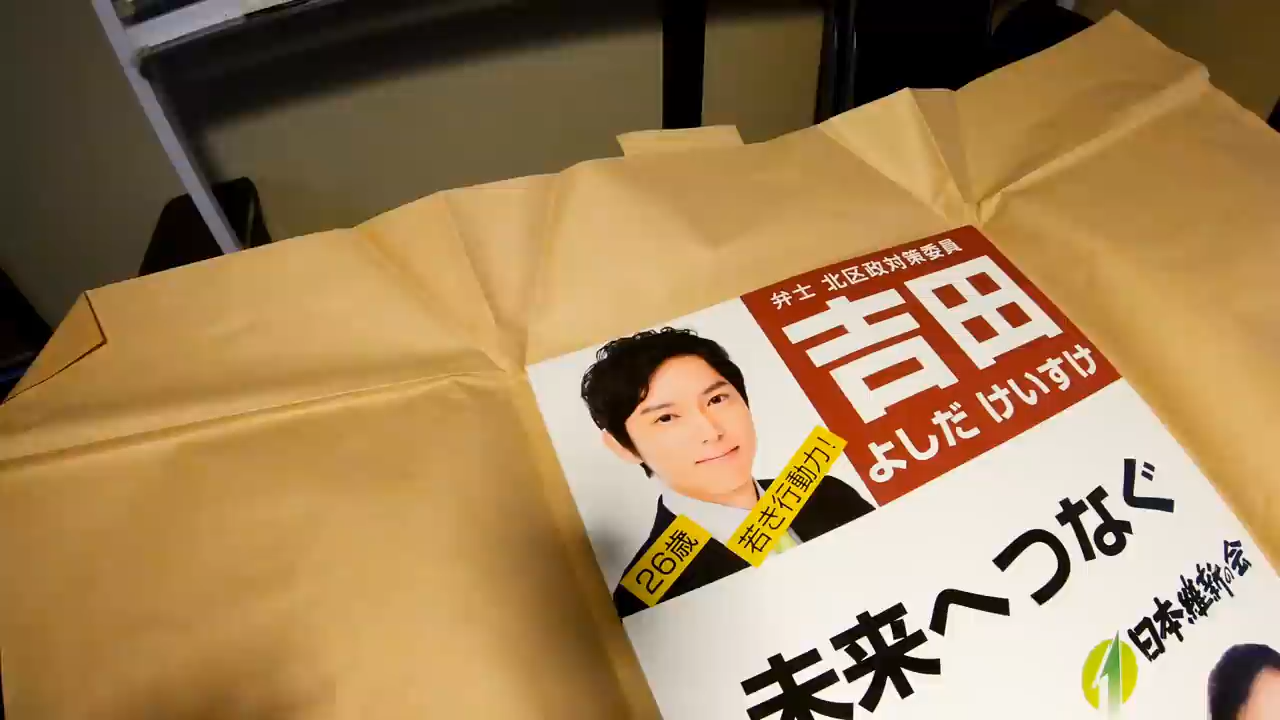 弁士 北区政対策委員
吉田
よしだ けいすけ
若き行動力!
26歳
未来へつなぐ
日本維新の会